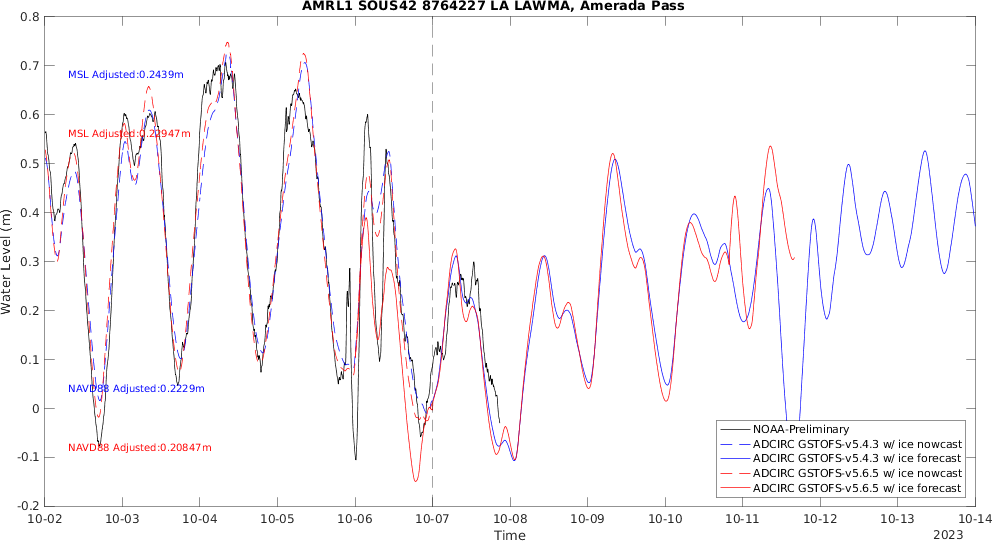 AMRL1 SOUS42 8764227 LA LAWMA, Amerada Pass
0.8
0.7
0.6
0.5
0.4
0.3
0.2
0.1
0
-0.1
-0.2
Water Level (m)
MSL Adjusted:0.2439m
MSL Adjusted:0.22947m
NAVD88 Adjusted:0.2229m
NAVD88 Adjusted:0.20847m
NOAA-Preliminary
ADCIRC GSTOFS-v5.4.3 w/ ice nowcast
ADCIRC GSTOFS-v5.4.3 w/ ice forecast
ADCIRC GSTOFS-v5.6.5 w/ ice nowcast
ADCIRC GSTOFS-v5.6.5 w/ ice forecast
10-02 10-03 10-04 10-05 10-06 10-07 10-08 10-09 10-10 10-11 10-12 10-13 10-14
Time
2023